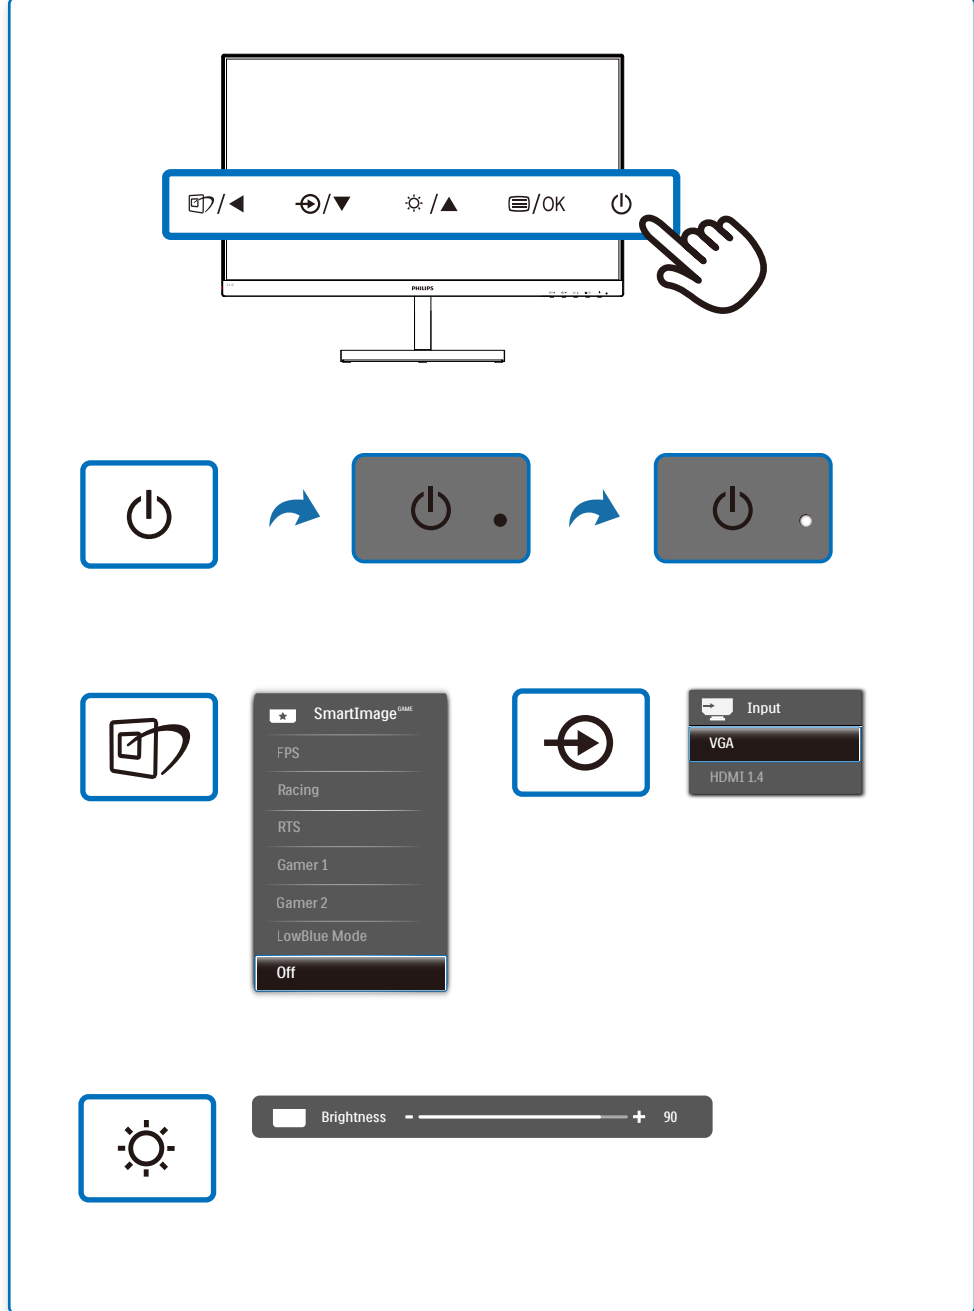 /OK
PHILIPS
SmartImage GAME
FPS
Racing
RTS
Gamer 1
Gamer 2
LowBlue Mode
Off
Input
VGA
HDMI 1.4
Brightness - + 90